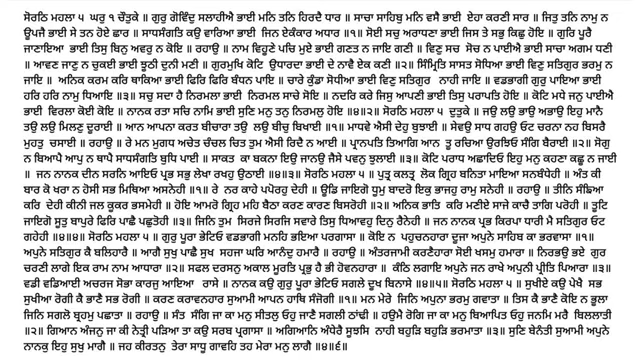 ਸੋਰਠਿ ਮਹਲਾ ੫ ਘਰੁ ੧ ਚੌਤੁਕੇ ॥ ਗੁਰੁ ਗੋਵਿੰਦੁ ਸਲਾਹੀਐ ਭਾਈ ਮਨਿ ਤਨਿ ਹਿਰਦੈ ਧਾਰ ॥ ਸਾਚਾ ਸਾਹਿਬੁ ਮਨਿ ਵਸੈ ਭਾਈ ਏਹਾ ਕਰਣੀ ਸਾਰ ॥ ਜਿਤੁ ਤਨਿ ਨਾਮੁ ਨ
ਊਪਜੈ ਭਾਈ ਸੇ ਤਨ ਹੋਏ ਛਾਰ ॥ ਸਾਧਸੰਗਤਿ ਕਉ ਵਾਰਿਆ ਭਾਈ ਜਿਨ ਏਕੰਕਾਰ ਅਧਾਰ ॥੧॥ ਸੋਈ ਸਚੁ ਅਰਾਧਣਾ ਭਾਈ ਜਿਸ ਤੇ ਸਭੁ ਕਿਛੁ ਹੋਇ ॥ ਗੁਰਿ ਪੂਰੈ
ਜਾਣਾਇਆ ਭਾਈ ਤਿਸੁ ਬਿਨੁ ਅਵਰੁ ਨ ਕੋਇ ॥ ਰਹਾਉ ॥ ਨਾਮ ਵਿਹੂਣੇ ਪਚਿ ਮੁਏ ਭਾਈ ਗਣਤ ਨ ਜਾਇ ਗਣੀ ॥ ਵਿਣੁ ਸਚ ਸੋਚ ਨ ਪਾਈਐ ਭਾਈ ਸਾਚਾ ਅਗਮ ਧਣੀ
॥ ਆਵਣ ਜਾਣੁ ਨ ਚੁਕਈ ਭਾਈ ਝੂਠੀ ਦੁਨੀ ਮਣੀ ॥ ਗੁਰਮੁਖਿ ਕੋਟਿ ਉਧਾਰਦਾ ਭਾਈ ਦੇ ਨਾਵੈ ਏਕ ਕਣੀ ॥੨॥ ਸਿੰਮ੍ਰਿਤਿ ਸਾਸਤ ਸੋਧਿਆ ਭਾਈ ਵਿਣੁ ਸਤਿਗੁਰ ਭਰਮੁ ਨ
ਜਾਇ ॥ ਅਨਿਕ ਕਰਮ ਕਰਿ ਥਾਕਿਆ ਭਾਈ ਫਿਰਿ ਫਿਰਿ ਬੰਧਨ ਪਾਇ ॥ ਚਾਰੇ ਕੁੰਡਾ ਸੋਧੀਆ ਭਾਈ ਵਿਣੁ ਸਤਿਗੁਰ ਨਾਹੀ ਜਾਇ ॥ ਵਡਭਾਗੀ ਗੁਰੁ ਪਾਇਆ ਭਾਈ
ਹਰਿ ਹਰਿ ਨਾਮੁ ਧਿਆਇ ॥੩॥ ਸਚੁ ਸਦਾ ਹੈ ਨਿਰਮਲਾ ਭਾਈ ਨਿਰਮਲ ਸਾਚੇ ਸੋਇ ॥ ਨਦਰਿ ਕਰੇ ਜਿਸੁ ਆਪਣੀ ਭਾਈ ਤਿਸੁ ਪਰਾਪਤਿ ਹੋਇ ॥ ਕੋਟਿ ਮਧੇ ਜਨੁ ਪਾਈਐ
ਭਾਈ ਵਿਰਲਾ ਕੋਈ ਕੋਇ ॥ ਨਾਨਕ ਰਤਾ ਸਚਿ ਨਾਮਿ ਭਾਈ ਸੁਣਿ ਮਨੁ ਤਨੁ ਨਿਰਮਲੁ ਹੋਇ ॥੪॥੨॥ ਸੋਰਠਿ ਮਹਲਾ ੫ ਦੁਤੁਕੇ ॥ ਜਉ ਲਉ ਭਾਉ ਅਭਾਉ ਇਹੁ ਮਾਨੈ
ਤਉ ਲਉ ਮਿਲਣੁ ਦੂਰਾਈ ॥ ਆਨ ਆਪਨਾ ਕਰਤ ਬੀਚਾਰਾ ਤਉ ਲਉ ਬੀਚੁ ਬਿਖਾਈ ॥੧॥ ਮਾਧਵੇ ਐਸੀ ਦੇਹੁ ਬੁਝਾਈ ॥ ਸੇਵਉ ਸਾਧ ਗਹਉ ਓਟ ਚਰਨਾ ਨਹ ਬਿਸਰੈ
ਮੁਹਤੁ ਚਸਾਈ ॥ ਰਹਾਉ ॥ ਰੇ ਮਨ ਮੁਗਧ ਅਚੇਤ ਚੰਚਲ ਚਿਤ ਤੁਮ ਐਸੀ ਰਿਦੈ ਨ ਆਈ ॥ ਪ੍ਰਾਨਪਤਿ ਤਿਆਗਿ ਆਨ ਤੂ ਰਚਿਆ ਉਰਝਿਓ ਸੰਗਿ ਬੈਰਾਈ ॥੨॥ ਸੋਗੁ
ਨ ਬਿਆਪੈ ਆਪੁ ਨ ਥਾਪੈ ਸਾਧਸੰਗਤਿ ਬੁਧਿ ਪਾਈ ॥ ਸਾਕਤ ਕਾ ਬਕਨਾ ਇਉ ਜਾਨਉ ਜੈਸੇ ਪਵਨੁ ਝੁਲਾਈ ॥੩॥ ਕੋਟਿ ਪਰਾਧ ਅਛਾਦਿਓ ਇਹੁ ਮਨੁ ਕਹਣਾ ਕਛੂ ਨ ਜਾਈ
॥ ਜਨ ਨਾਨਕ ਦੀਨ ਸਰਨਿ ਆਇਓ ਪ੍ਰਭ ਸਭੁ ਲੇਖਾ ਰਖਹੁ ਉਠਾਈ ॥੪॥੩॥ ਸੋਰਠਿ ਮਹਲਾ ੫ ॥ ਪੁਤ੍ਰ ਕਲਤ੍ਰ ਲੋਕ ਗ੍ਰਿਹ ਬਨਿਤਾ ਮਾਇਆ ਸਨਬੰਧੇਹੀ ॥ ਅੰਤ ਕੀ
ਬਾਰ ਕੋ ਖਰਾ ਨ ਹੋਸੀ ਸਭ ਮਿਥਿਆ ਅਸਨੇਹੀ ॥੧॥ ਰੇ ਨਰ ਕਾਹੇ ਪਪੋਰਹੁ ਦੇਹੀ ॥ ਊਡਿ ਜਾਇਗੋ ਧੂਮੁ ਬਾਦਰੋ ਇਕੁ ਭਾਜਹੁ ਰਾਮੁ ਸਨੇਹੀ ॥ ਰਹਾਉ ॥ ਤੀਨਿ ਸੰਙਿਆ
ਕਰਿ ਦੇਹੀ ਕੀਨੀ ਜਲ ਕੂਕਰ ਭਸਮੇਹੀ ॥ ਹੋਇ ਆਮਰੋ ਗ੍ਰਿਹ ਮਹਿ ਬੈਠਾ ਕਰਣ ਕਾਰਣ ਬਿਸਰੋਹੀ ॥੨॥ ਅਨਿਕ ਭਾਤਿ ਕਰਿ ਮਣੀਏ ਸਾਜੇ ਕਾਚੈ ਤਾਗਿ ਪਰੋਹੀ ॥ ਤੂਟਿ
ਜਾਇਗੋ ਸੂਤੁ ਬਾਪੁਰੇ ਫਿਰਿ ਪਾਛੈ ਪਛੁਤੋਹੀ ॥੩॥ ਜਿਨਿ ਤੁਮ ਸਿਰਜੇ ਸਿਰਜਿ ਸਵਾਰੇ ਤਿਸੁ ਧਿਆਵਹੁ ਦਿਨੁ ਰੈਨੇਹੀ ॥ ਜਨ ਨਾਨਕ ਪ੍ਰਭ ਕਿਰਪਾ ਧਾਰੀ ਮੈ ਸਤਿਗੁਰ ਓਟ
ਗਹੇਹੀ ॥੪॥੪॥ ਸੋਰਠਿ ਮਹਲਾ ੫ ॥ ਗੁਰੁ ਪੂਰਾ ਭੇਟਿਓ ਵਡਭਾਗੀ ਮਨਹਿ ਭਇਆ ਪਰਗਾਸਾ ॥ ਕੋਇ ਨ ਪਹੁਚਨਹਾਰਾ ਦੂਜਾ ਅਪੁਨੇ ਸਾਹਿਬ ਕਾ ਭਰਵਾਸਾ ॥੧॥
ਅਪੁਨੇ ਸਤਿਗੁਰ ਕੈ ਬਲਿਹਾਰੈ ॥ ਆਗੈ ਸੁਖੁ ਪਾਛੈ ਸੁਖ ਸਹਜਾ ਘਰਿ ਆਨੰਦੁ ਹਮਾਰੈ ॥ ਰਹਾਉ ॥ ਅੰਤਰਜਾਮੀ ਕਰਣੈਹਾਰਾ ਸੋਈ ਖਸਮੁ ਹਮਾਰਾ ॥ ਨਿਰਭਉ ਭਏ ਗੁਰ
ਚਰਣੀ ਲਾਗੇ ਇਕ ਰਾਮ ਨਾਮ ਆਧਾਰਾ ॥੨॥ ਸਫਲ ਦਰਸਨੁ ਅਕਾਲ ਮੂਰਤਿ ਪ੍ਰਭੁ ਹੈ ਭੀ ਹੋਵਨਹਾਰਾ ॥ ਕੰਠਿ ਲਗਾਇ ਅਪੁਨੇ ਜਨ ਰਾਖੇ ਅਪੁਨੀ ਪ੍ਰੀਤਿ ਪਿਆਰਾ ॥੩॥
ਵਡੀ ਵਡਿਆਈ ਅਚਰਜ ਸੋਭਾ ਕਾਰਜੁ ਆਇਆ ਰਾਸੇ ॥ ਨਾਨਕ ਕਉ ਗੁਰੁ ਪੂਰਾ ਭੇਟਿਓ ਸਗਲੇ ਦੂਖ ਬਿਨਾਸੇ ॥੪॥੫॥ ਸੋਰਠਿ ਮਹਲਾ ੫ ॥ ਸੁਖੀਏ ਕਉ ਪੇਖੈ ਸਭ
ਸੁਖੀਆ ਰੋਗੀ ਕੈ ਭਾਣੈ ਸਭ ਰੋਗੀ ॥ ਕਰਣ ਕਰਾਵਨਹਾਰ ਸੁਆਮੀ ਆਪਨ ਹਾਥਿ ਸੰਜੋਗੀ ॥੧॥ ਮਨ ਮੇਰੇ ਜਿਨਿ ਅਪੁਨਾ ਭਰਮੁ ਗਵਾਤਾ ॥ ਤਿਸ ਕੈ ਭਾਣੈ ਕੋਇ ਨ ਭੂਲਾ
ਜਿਨਿ ਸਗਲੋ ਬ੍ਰਹਮੁ ਪਛਾਤਾ ॥ ਰਹਾਉ ॥ ਸੰਤ ਸੰਗਿ ਜਾ ਕਾ ਮਨੁ ਸੀਤਲੁ ਓਹੁ ਜਾਣੈ ਸਗਲੀ ਠਾਂਢੀ ॥ ਹਉਮੈ ਰੋਗਿ ਜਾ ਕਾ ਮਨੁ ਬਿਆਪਿਤ ਓਹੁ ਜਨਮਿ ਮਰੈ ਬਿਲਲਾਤੀ
॥੨॥ ਗਿਆਨ ਅੰਜਨੁ ਜਾ ਕੀ ਨੇਤ੍ਰੀ ਪੜਿਆ ਤਾ ਕਉ ਸਰਬ ਪ੍ਰਗਾਸਾ ॥ ਅਗਿਆਨਿ ਅੰਧੇਰੈ ਸੂਝਸਿ ਨਾਹੀ ਬਹੁੜਿ ਬਹੁੜਿ ਭਰਮਾਤਾ ॥੩॥ ਸੁਣਿ ਬੇਨੰਤੀ ਸੁਆਮੀ ਅਪੁਨੇ
ਨਾਨਕੁ ਇਹੁ ਸੁਖੁ ਮਾਗੈ ॥ ਜਹ ਕੀਰਤਨੁ ਤੇਰਾ ਸਾਧੂ ਗਾਵਹਿ ਤਹ ਮੇਰਾ ਮਨੁ ਲਾਗੈ ॥੪॥੬॥